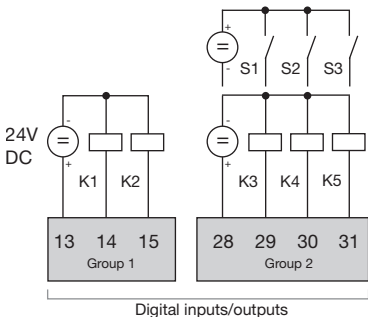 +
=
-
S1 S2 S3
- -
24V
DC
= =
+ +
K1 K2 K3 K4 K5
13 14 15 28 29 30 31
Group 1 Group 2
Digital inputs/outputs